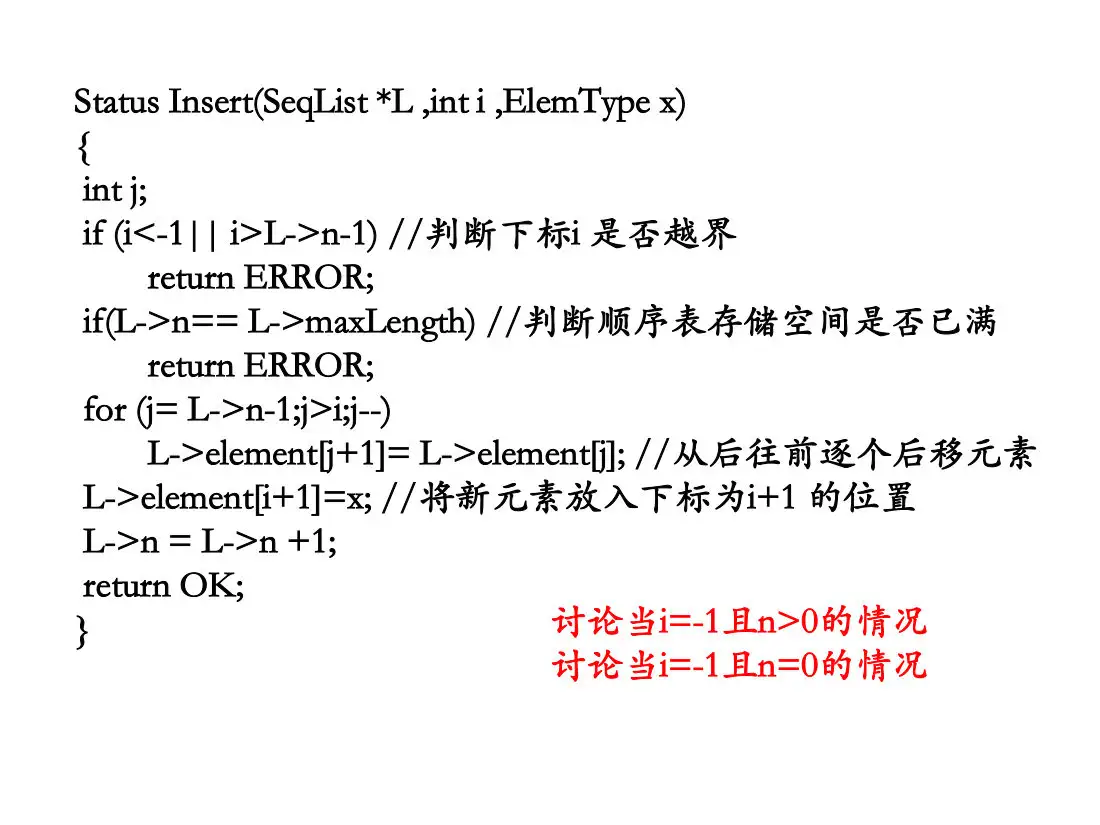 Status Insert(SeqList *L ,int i ,ElemType x)
{
int j;
if (i<-1|| i>L->n-1) //判断下标i 是否越界
return ERROR;
if(L->n== L->maxLength) //判断顺序表存储空间是否已满
return ERROR;
for (j= L->n-1;j>i;j--)
L->element[j+1]= L->element[j]; //从后往前逐个后移元素
L->element[i+1]=x; //将新元素放入下标为i+1 的位置
L->n = L->n +1;
return OK;
}
讨论当i=-1且n>0的情况
讨论当i=-1且n=0的情况